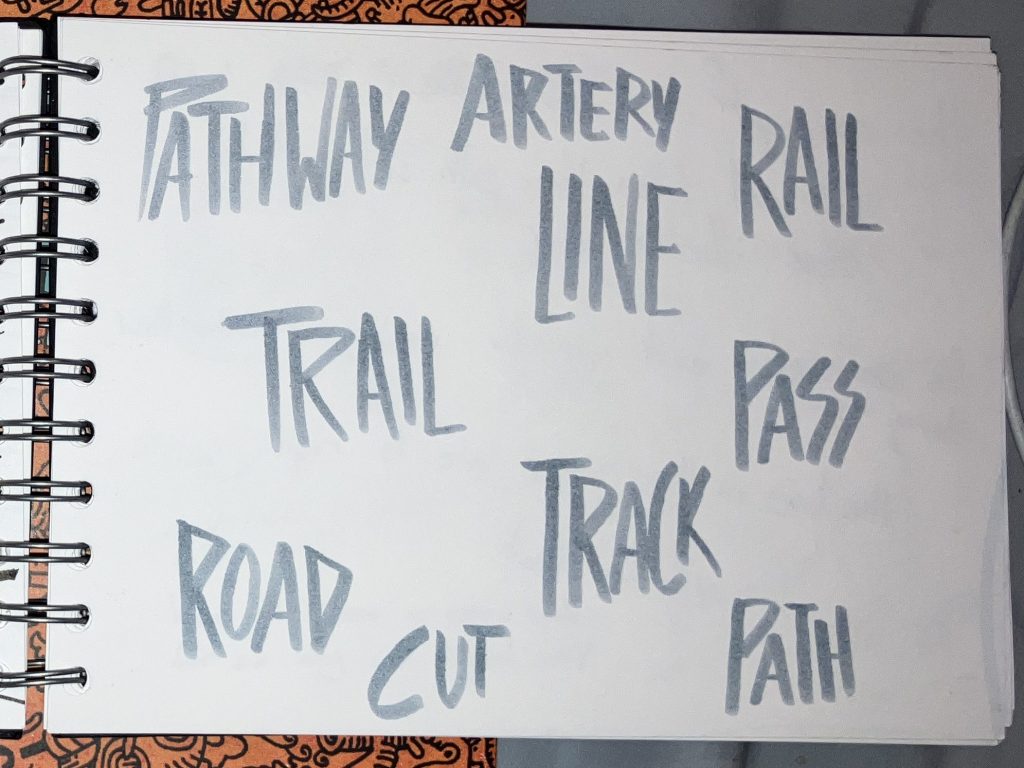 PATHWAY
ARTERY
RAIL
LINE
TRAIL
PASS
TRACK
ROAD
CUT
PATH